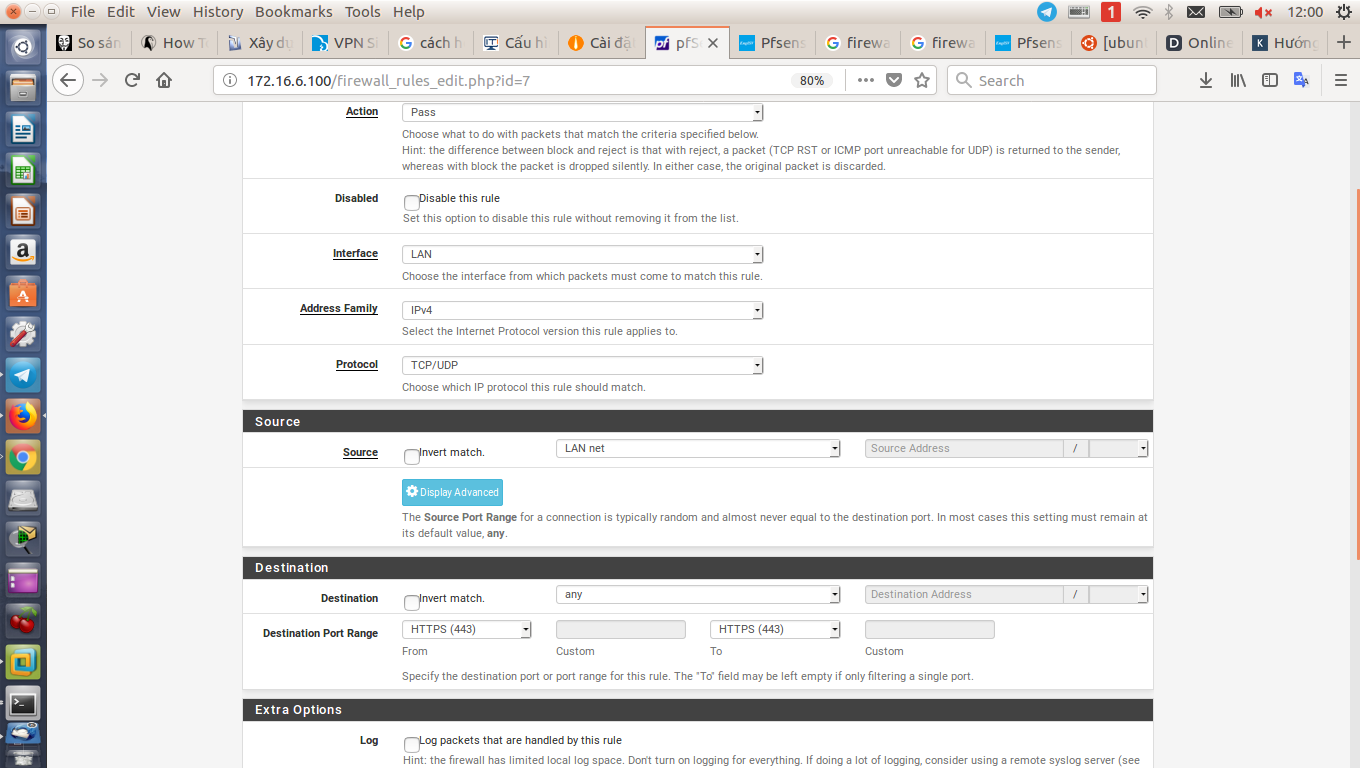 File Edit View History Bookmarks Tools Help
1
12:00
So sán
How T
Xây dự
VPN Si
cách h
Cấu hì
Cài đặ
pfSe
Pfsens
firewa
firewa
Pfsens
[ubun
Online
Hướng
172.16.6.100/firewall_rules_edit.php?id=7
80%
Search
Action
Pass
Choose what to do with packets that match the criteria specified below.
Hint: the difference between block and reject is that with reject, a packet (TCP RST or ICMP port unreachable for UDP) is returned to the sender,
whereas with block the packet is dropped silently. In either case, the original packet is discarded.
Disabled
Disable this rule
Set this option to disable this rule without removing it from the list.
Interface
LAN
Choose the interface from which packets must come to match this rule.
Address Family
IPv4
Select the Internet Protocol version this rule applies to.
Protocol
TCP/UDP
Choose which IP protocol this rule should match.
Source
Source
Invert match.
LAN net
Source Address
/
Display Advanced
The Source Port Range for a connection is typically random and almost never equal to the destination port. In most cases this setting must remain at
its default value, any.
Destination
Destination
Invert match.
any
Destination Address
/
Destination Port Range
HTTPS (443)
HTTPS (443)
From
Custom
To
Custom
Specify the destination port or port range for this rule. The "To" field may be left empty if only filtering a single port.
Extra Options
Log
Log packets that are handled by this rule
Hint: the firewall has limited local log space. Don't turn on logging for everything. If doing a lot of logging, consider using a remote syslog server (see